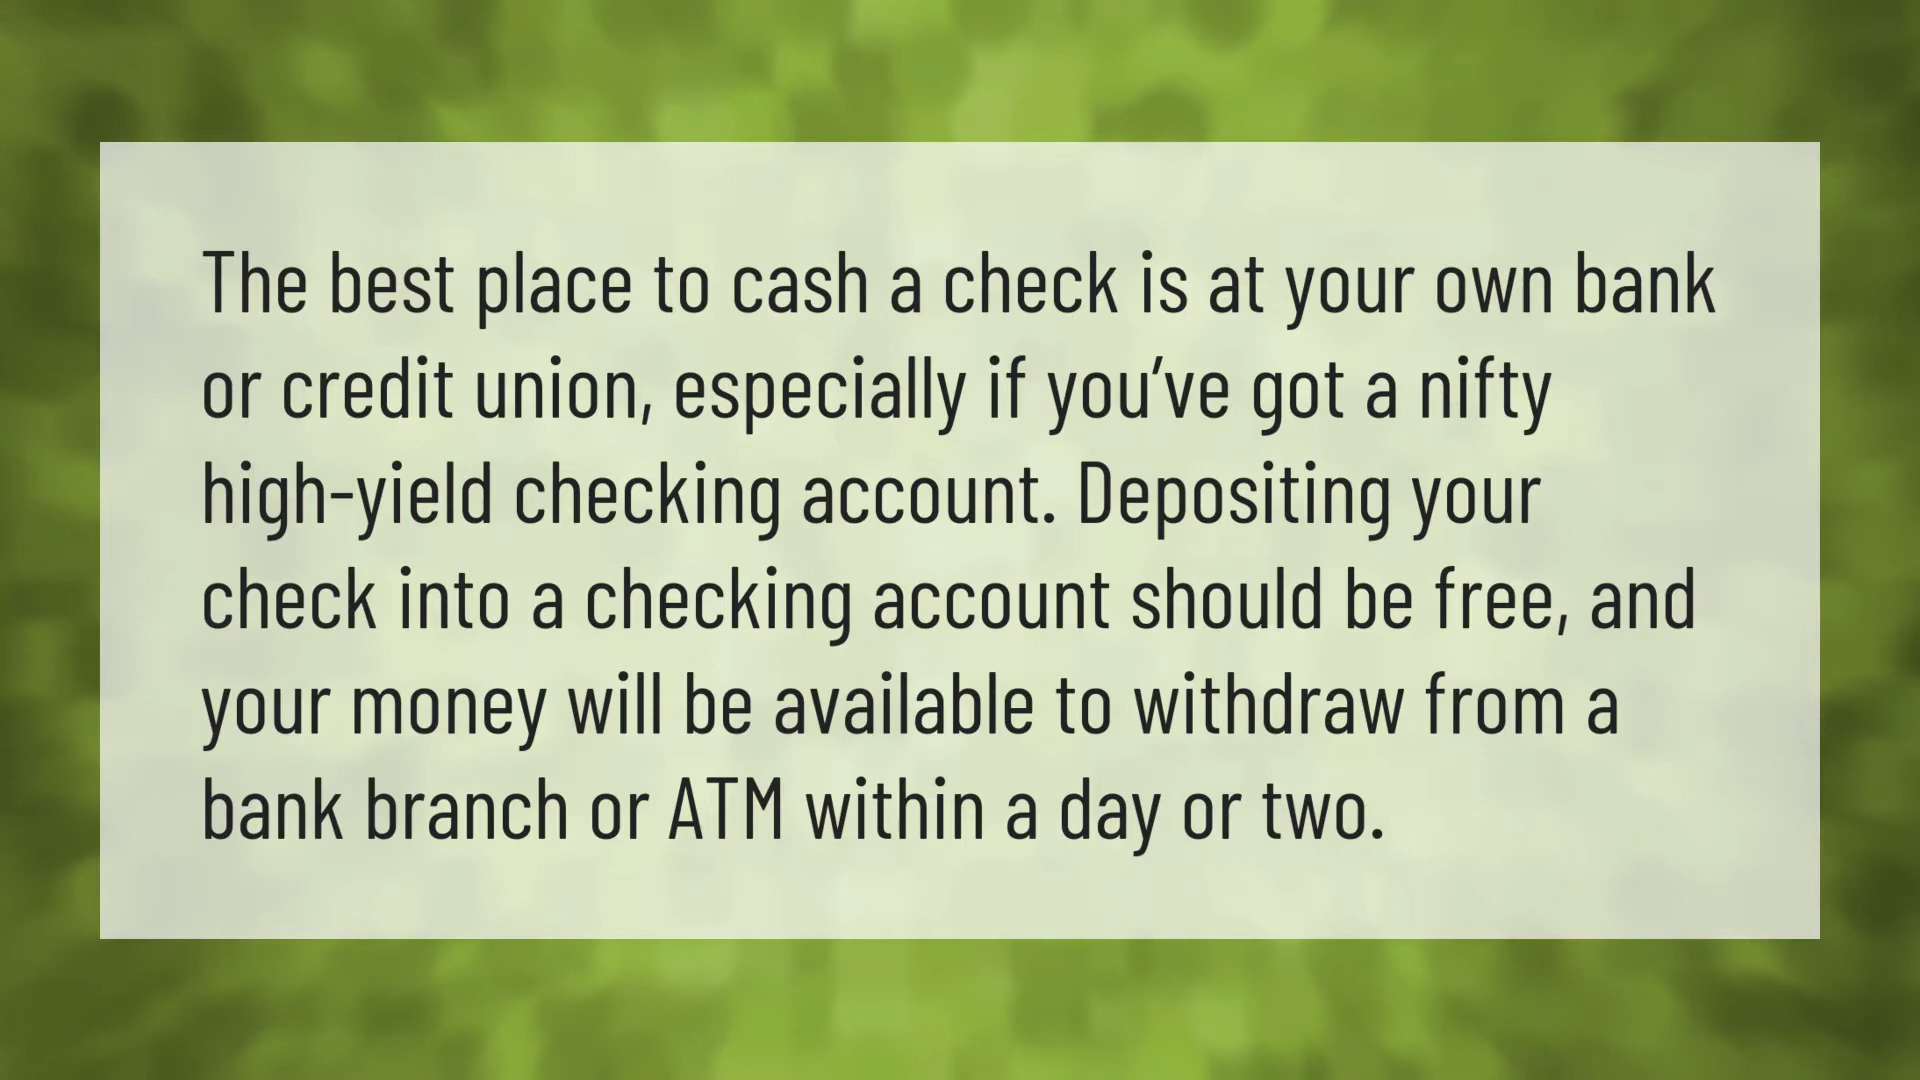 The best place to cash a check is at your own bank
or credit union, especially if you’ve got a nifty
high-yield checking account. Depositing your
check into a checking account should be free, and
your money will be available to withdraw from a
bank branch or ATM within a day or two.